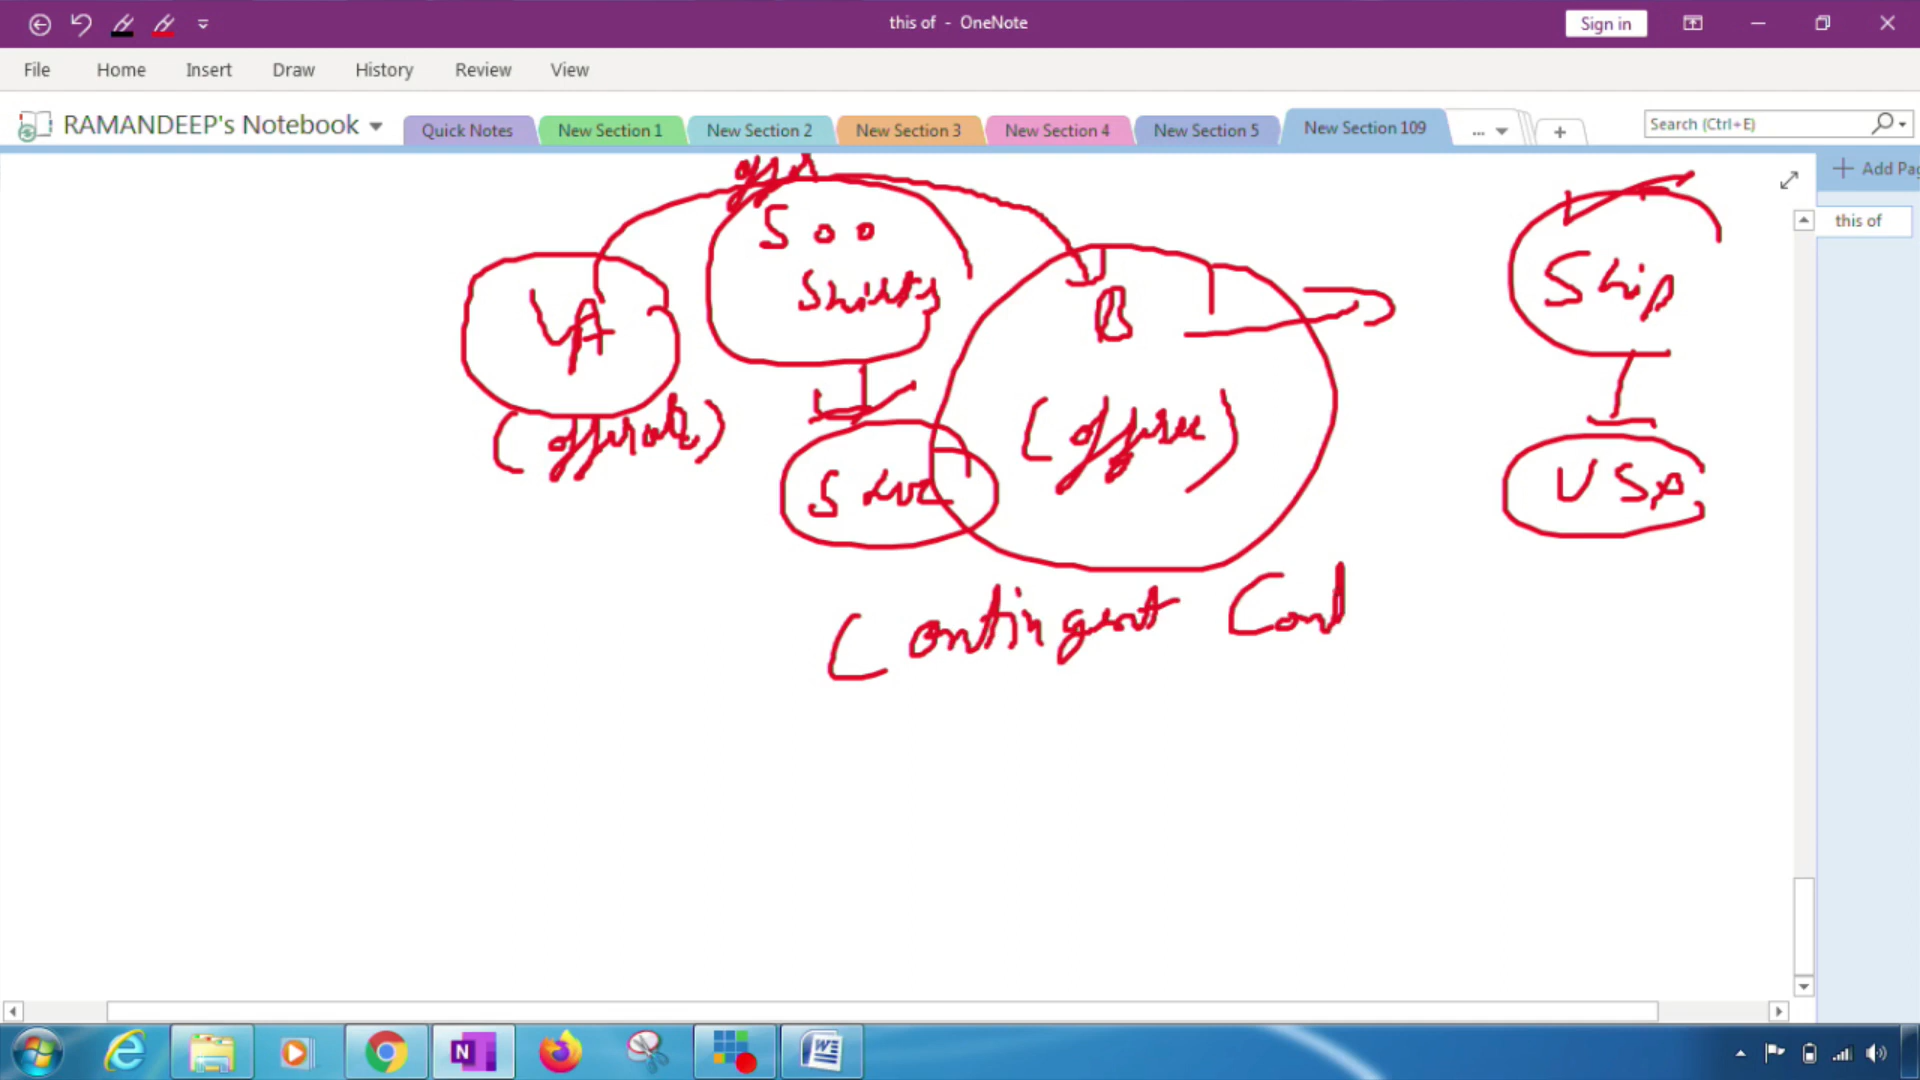 this of - OneNote
Sign in
File Home Insert Draw History Review View
RAMANDEEP's Notebook
Quick Notes New Section 1 New Section 2 New Section 3 New Section 4 New Section 5 New Section 109 ... +
Search (Ctrl+E)
Add Pag
this of
500
Shirts
A
B
Ship
USA
Contingent Cont